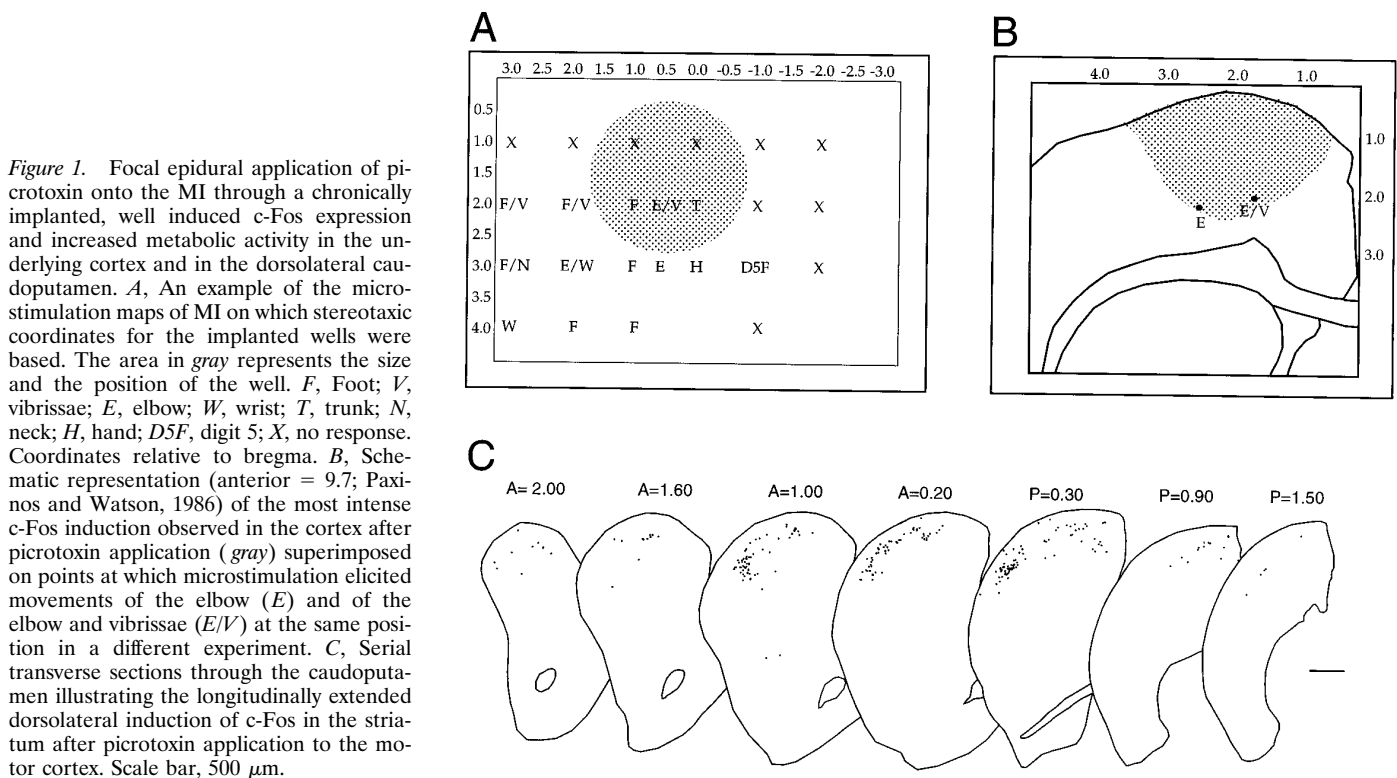 Figure 1. Focal epidural application of pi-
crotoxin onto the MI through a chronically
implanted, well induced c-Fos expression
and increased metabolic activity in the un-
derlying cortex and in the dorsolateral cau-
doputamen. A, An example of the micro-
stimulation maps of MI on which stereotaxic
coordinates for the implanted wells were
based. The area in gray represents the size
and the position of the well. F, Foot; V,
vibrissae; E, elbow; W, wrist; T, trunk; N,
neck; H, hand; D5F, digit 5; X, no response.
Coordinates relative to bregma. B, Sche-
matic representation (anterior = 9.7; Paxi-
nos and Watson, 1986) of the most intense
c-Fos induction observed in the cortex after
picrotoxin application (gray) superimposed
on points at which microstimulation elicited
movements of the elbow (E) and of the
elbow and vibrissae (E/V) at the same posi-
tion in a different experiment. C, Serial
transverse sections through the caudoputa-
men illustrating the longitudinally extended
dorsolateral induction of c-Fos in the stria-
tum after picrotoxin application to the mo-
tor cortex. Scale bar, 500 μm.
A
3.0 2.5 2.0 1.5 1.0 0.5 0.0 -0.5 -1.0 -1.5 -2.0 -2.5 -3.0
0.5
1.0 X X X X X X
1.5
2.0 F/V F/V F E/V T X X
2.5
3.0 F/N E/W F E H D5F X
3.5
4.0 W F F X
B
4.0 3.0 2.0 1.0
1.0
2.0
E E/V
3.0
C
A= 2.00 A=1.60 A=1.00 A=0.20 P=0.30 P=0.90 P=1.50